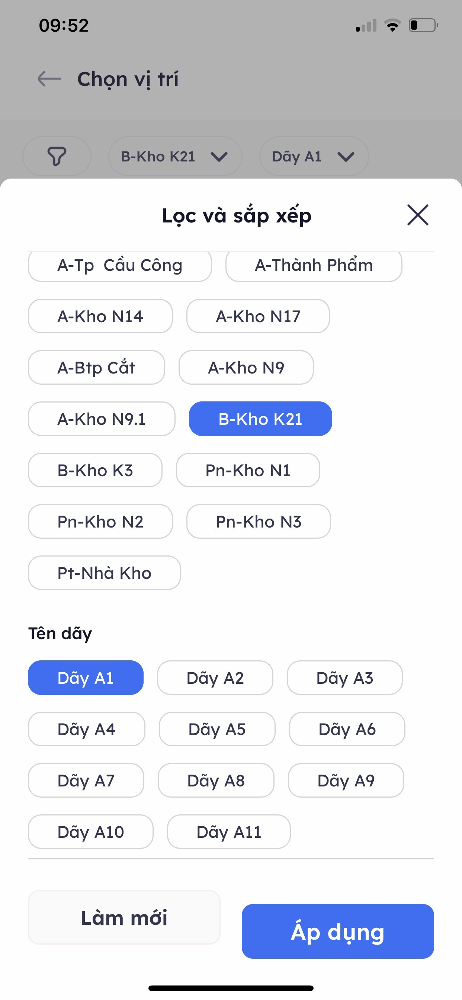 09:52
Chọn vị trí
B-Kho K21 Dãy A1
Lọc và sắp xếp
A-Tp  Cầu Công A-Thành Phẩm
A-Kho N14 A-Kho N17
A-Btp Cắt A-Kho N9
A-Kho N9.1 B-Kho K21
B-Kho K3 Pn-Kho N1
Pn-Kho N2 Pn-Kho N3
Pt-Nhà Kho
Tên dãy
Dãy A1 Dãy A2 Dãy A3
Dãy A4 Dãy A5 Dãy A6
Dãy A7 Dãy A8 Dãy A9
Dãy A10 Dãy A11
Làm mới Áp dụng